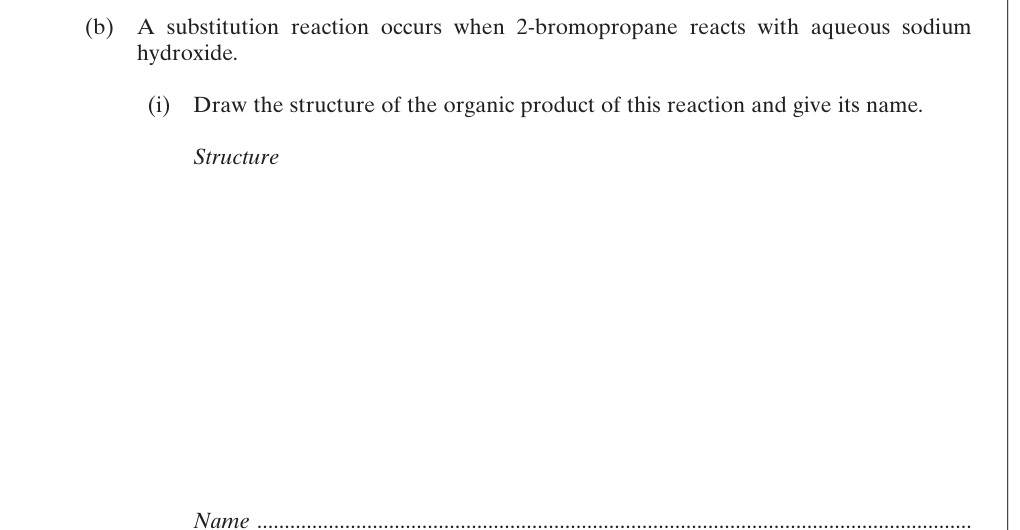 (b) A substitution reaction occurs when 2-bromopropane reacts with aqueous sodium
hydroxide.
(i) Draw the structure of the organic product of this reaction and give its name.
Structure
Name ....................................................................................................................................